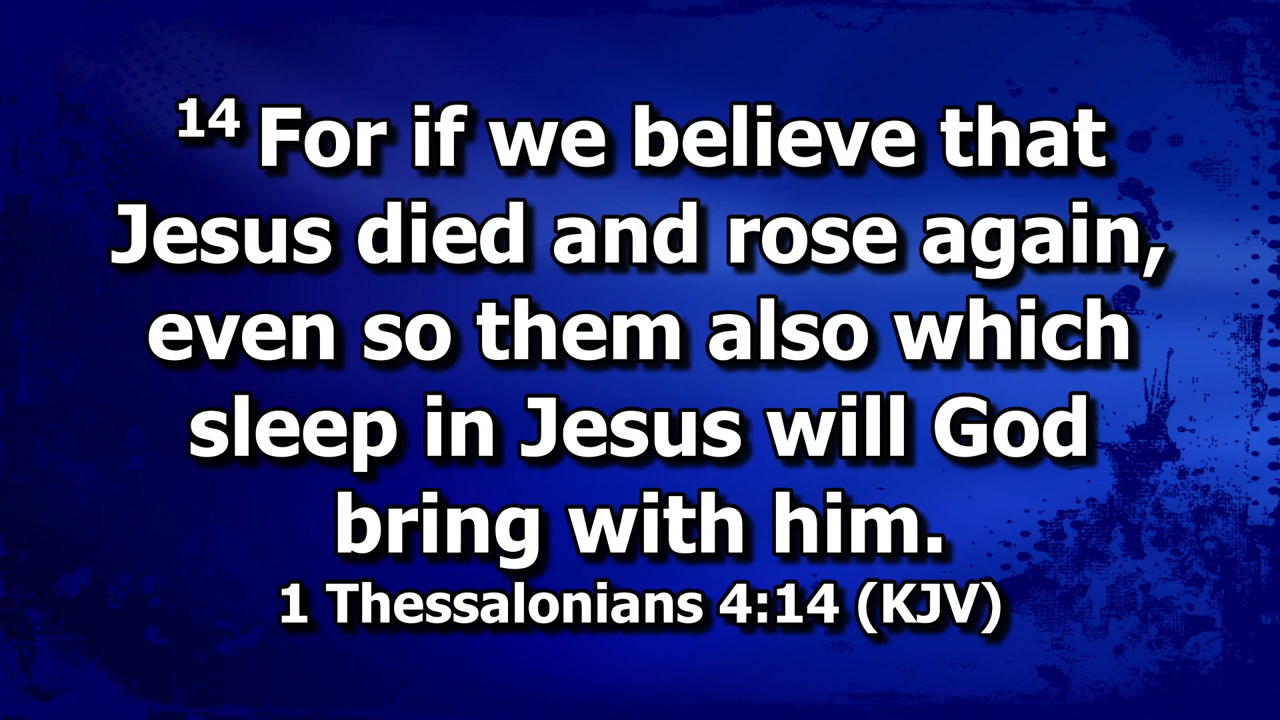 14 For if we believe that
Jesus died and rose again,
even so them also which
sleep in Jesus will God
bring with him.
1 Thessalonians 4:14 (KJV)